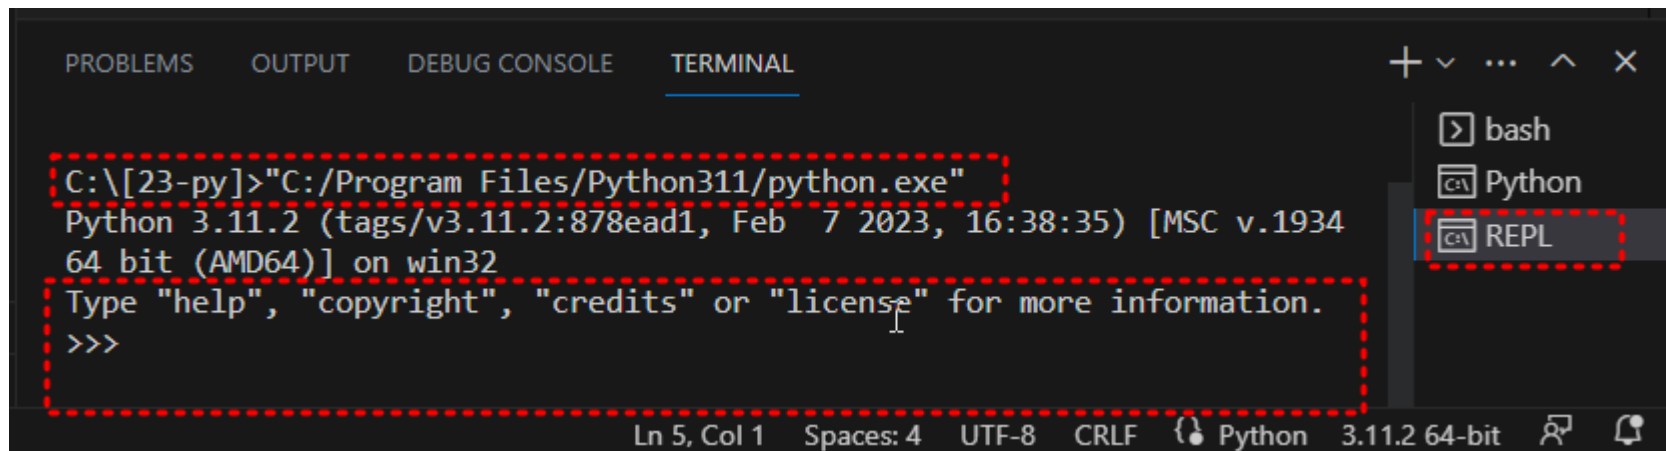 PROBLEMS OUTPUT DEBUG CONSOLE TERMINAL
C:\[23-py]>"C:/Program Files/Python311/python.exe"
Python 3.11.2 (tags/v3.11.2:878ead1, Feb  7 2023, 16:38:35) [MSC v.1934
64 bit (AMD64)] on win32
Type "help", "copyright", "credits" or "license" for more information.
>>>
bash
Python
REPL
Ln 5, Col 1 Spaces: 4 UTF-8 CRLF Python 3.11.2 64-bit